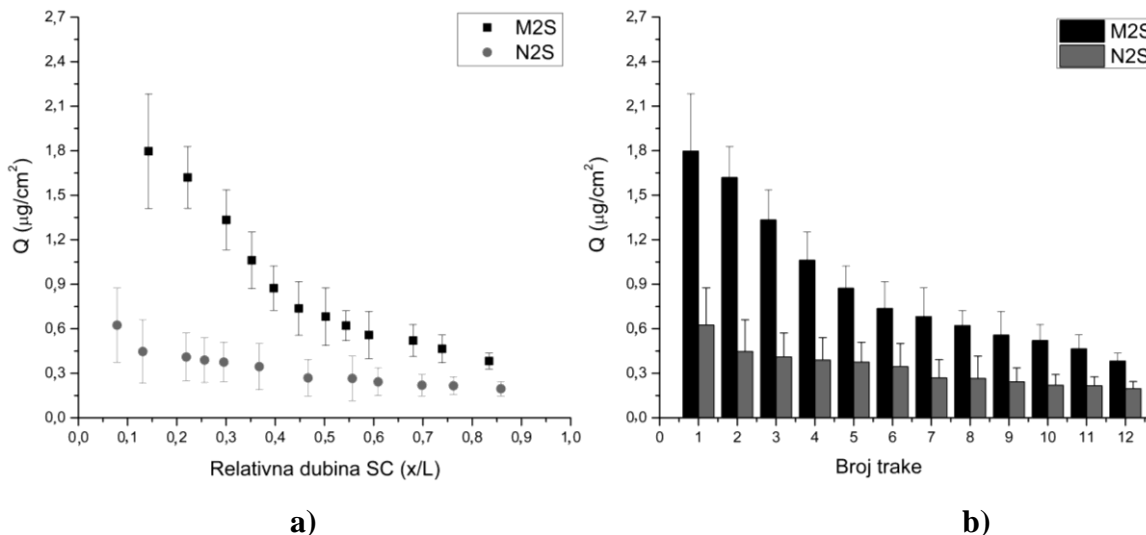 2,7
2,4
2,1
1,8
1,5
1,2
0,9
0,6
0,3
0,0
Q (μg/cm²)
M2S
N2S
0,0 0,1 0,2 0,3 0,4 0,5 0,6 0,7 0,8 0,9 1,0
Relativna dubina SC (x/L)
a)
2,7
2,4
2,1
1,8
1,5
1,2
0,9
0,6
0,3
0,0
Q (μg/cm²)
M2S
N2S
0 1 2 3 4 5 6 7 8 9 10 11 12
Broj trake
b)